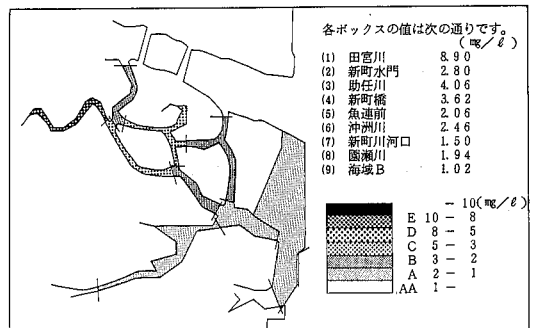 各ボックスの値は次の通りです。
(mg/ℓ)
(1) 田宮川 8.90
(2) 新町水門 2.80
(3) 助任川 4.06
(4) 新町橋 3.62
(5) 魚連前 2.06
(6) 沖洲川 2.46
(7) 新町川河口 1.50
(8) 園瀬川 1.94
(9) 海域B 1.02
- 10(mg/ℓ)
E 10 - 8
D 8 - 5
C 5 - 3
B 3 - 2
A 2 - 1
AA 1 -